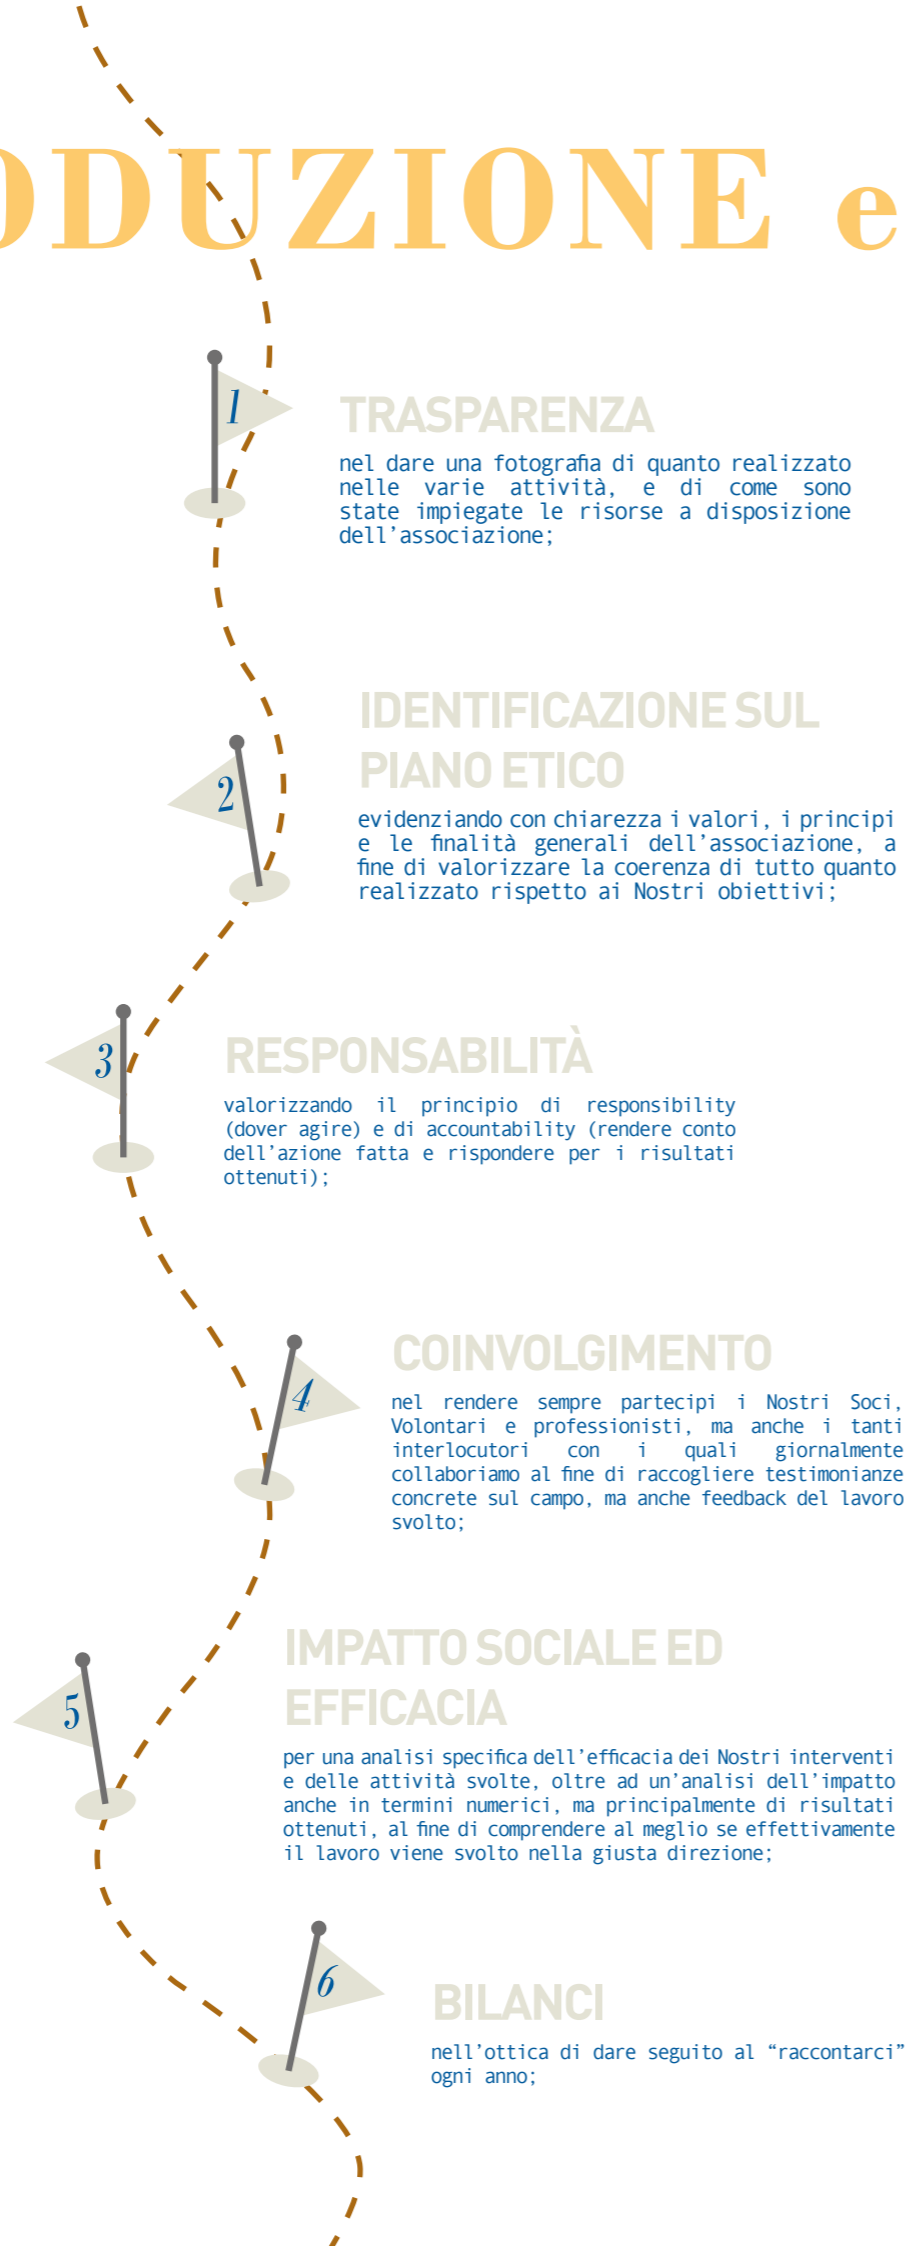 ODUZIONE e
1
TRASPARENZA
nel dare una fotografia di quanto realizzato
nelle varie attività, e di come sono
state impiegate le risorse a disposizione
dell'associazione;
IDENTIFICAZIONE SUL
PIANO ETICO
2
evidenziando con chiarezza i valori, i principi
e le finalità generali dell'associazione, a
fine di valorizzare la coerenza di tutto quanto
realizzato rispetto ai Nostri obiettivi;
3
RESPONSABILITÀ
valorizzando il principio di responsibility
(dover agire) e di accountability (rendere conto
dell'azione fatta e rispondere per i risultati
ottenuti);
4
COINVOLGIMENTO
nel rendere sempre partecipi i Nostri Soci,
Volontari e professionisti, ma anche i tanti
interlocutori con i quali giornalmente
collaboriamo al fine di raccogliere testimonianze
concrete sul campo, ma anche feedback del lavoro
svolto;
IMPATTO SOCIALE ED
EFFICACIA
5
per una analisi specifica dell'efficacia dei Nostri interventi
e delle attività svolte, oltre ad un'analisi dell'impatto
anche in termini numerici, ma principalmente di risultati
ottenuti, al fine di comprendere al meglio se effettivamente
il lavoro viene svolto nella giusta direzione;
6
BILANCI
nell'ottica di dare seguito al “raccontarci”
ogni anno;